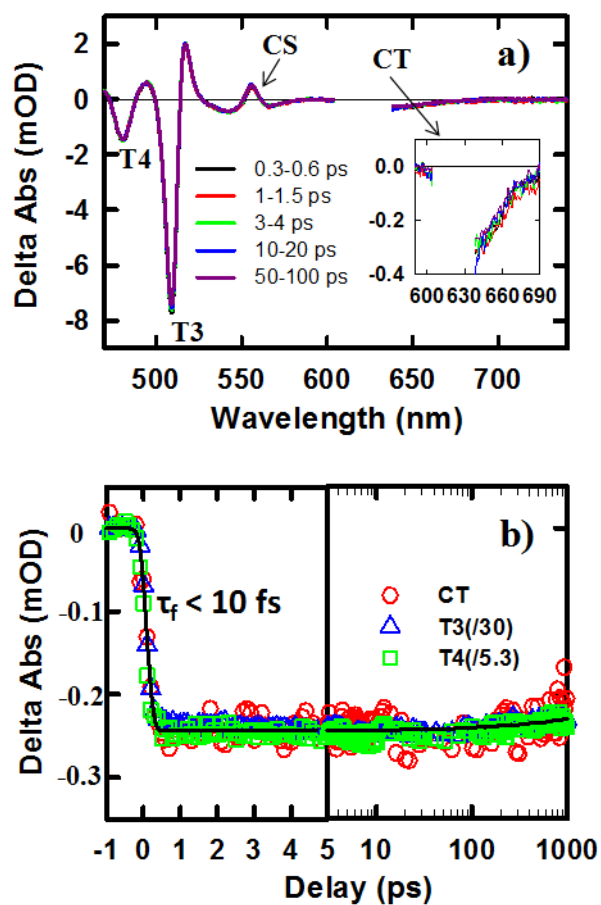 a)
CS
CT
T4
T3
0.3-0.6 ps
1-1.5 ps
3-4 ps
10-20 ps
50-100 ps
0.0
-0.2
-0.4
600 630 660 690
2
0
-2
-4
-6
-8
Delta Abs (mOD)
500 550 600 650 700
Wavelength (nm)
b)
τf < 10 fs
CT
T3(/30)
T4(/5.3)
0
-0.1
-0.2
-0.3
Delta Abs (mOD)
-1 0 1 2 3 4 5 10 100 1000
Delay (ps)